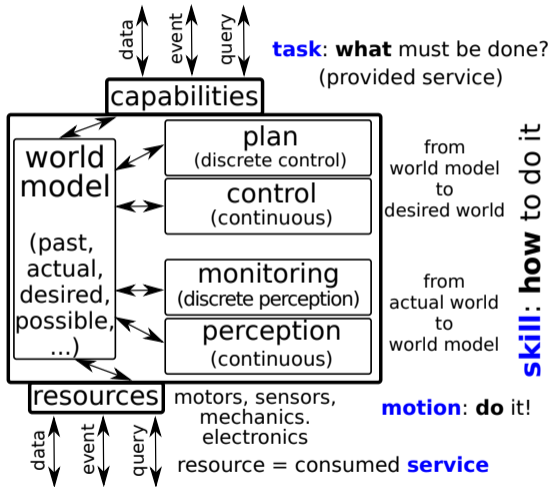 data
event
query
task: what must be done?
(provided service)
capabilities
world
model
(past,
actual,
desired,
possible,
...)
plan
(discrete control)
control
(continuous)
monitoring
(discrete perception)
perception
(continuous)
from
world model
to
desired world
from
actual world
to
world model
skill: how to do it
resources
motors, sensors,
mechanics.
electronics
motion: do it!
data
event
query
resource = consumed service